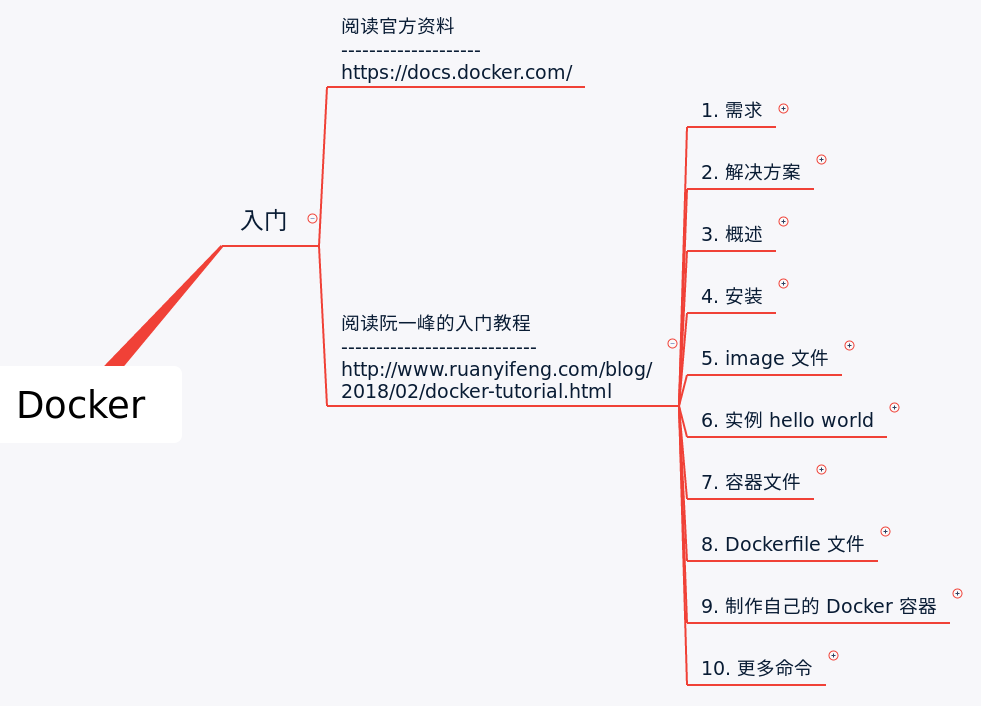 Docker
入门
阅读官方资料
--------------------
https://docs.docker.com/
阅读阮一峰的入门教程
----------------------------
http://www.ruanyifeng.com/blog/
2018/02/docker-tutorial.html
1. 需求
2. 解决方案
3. 概述
4. 安装
5. image 文件
6. 实例 hello world
7. 容器文件
8. Dockerfile 文件
9. 制作自己的 Docker 容器
10. 更多命令